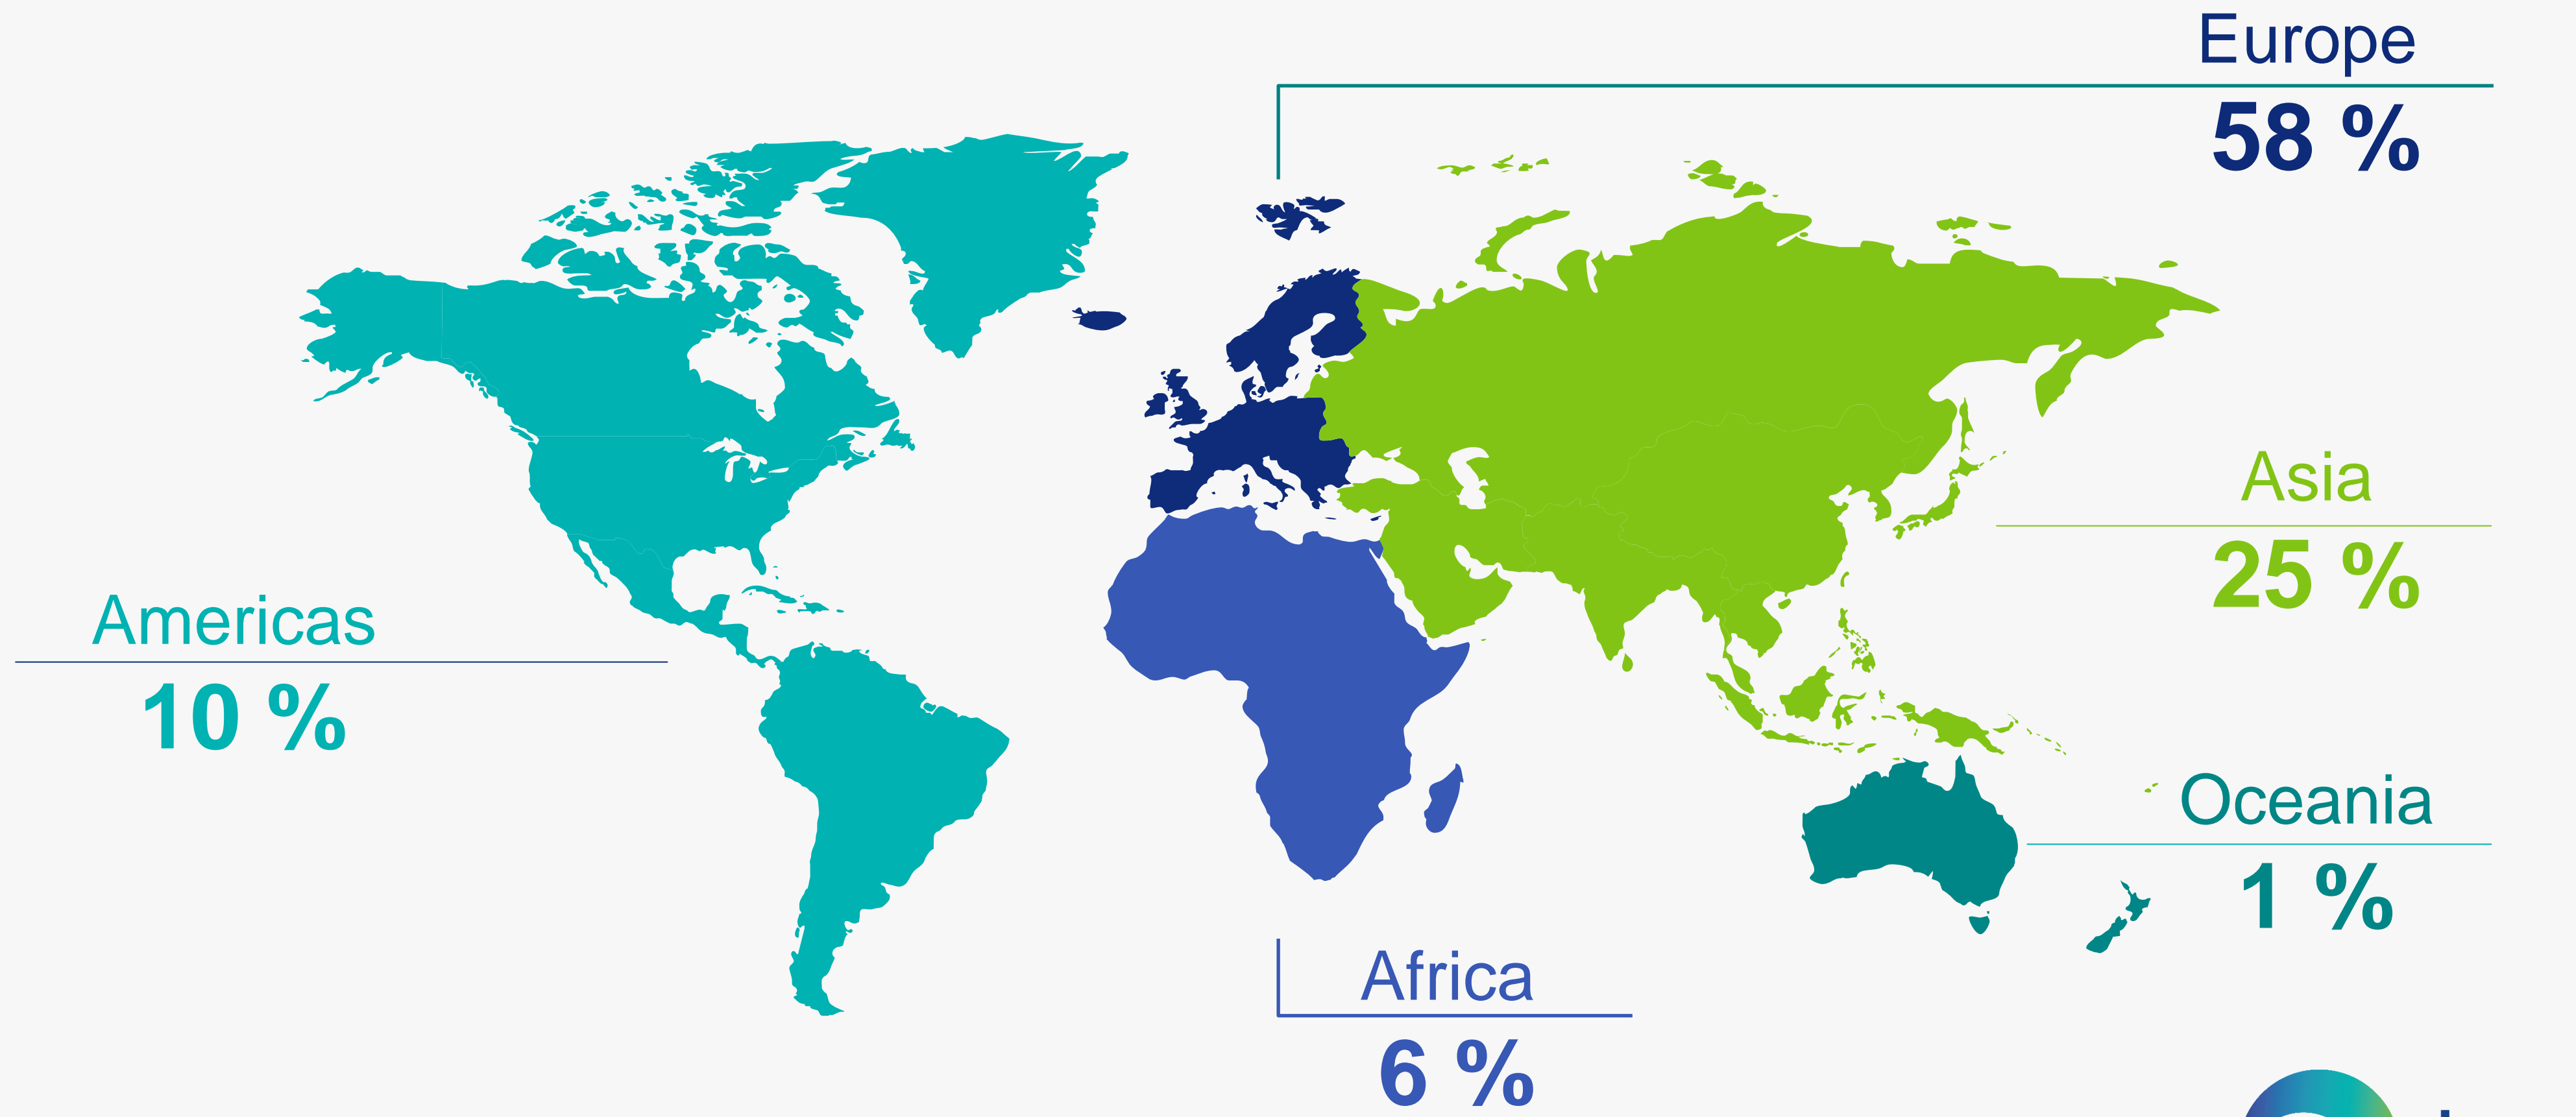 Europe
58 %
Asia
25 %
Americas
10 %
Oceania
1 %
Africa
6 %